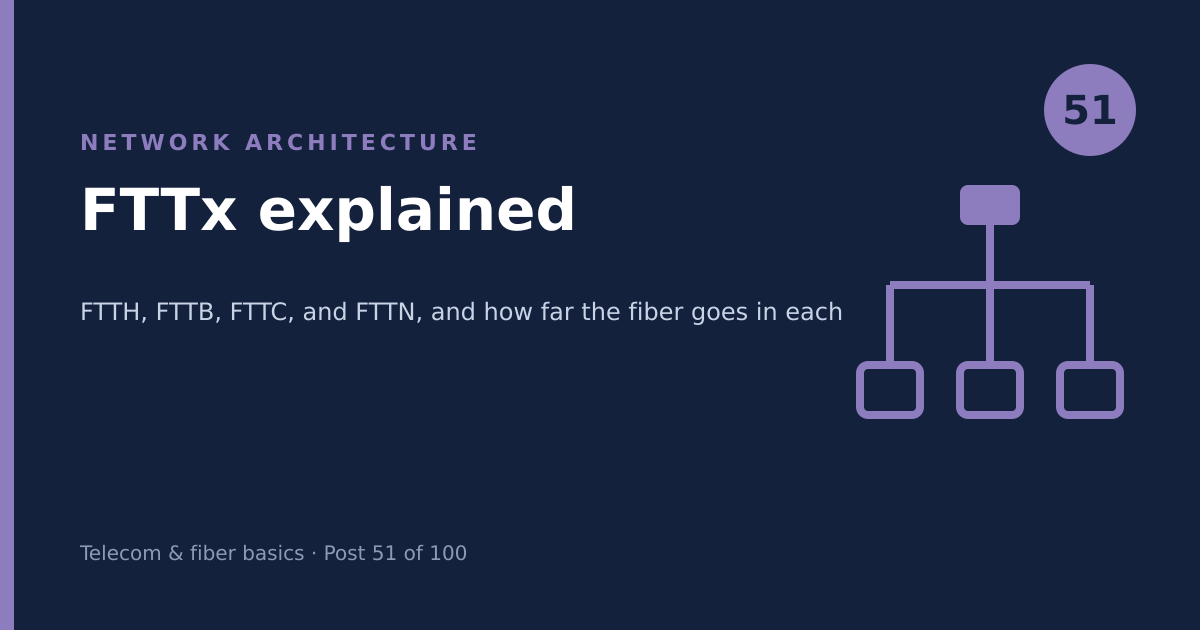 51
NETWORK ARCHITECTURE
FTTx explained
FTTH, FTTB, FTTC, and FTTN, and how far the fiber goes in each
Telecom & fiber basics · Post 51 of 100